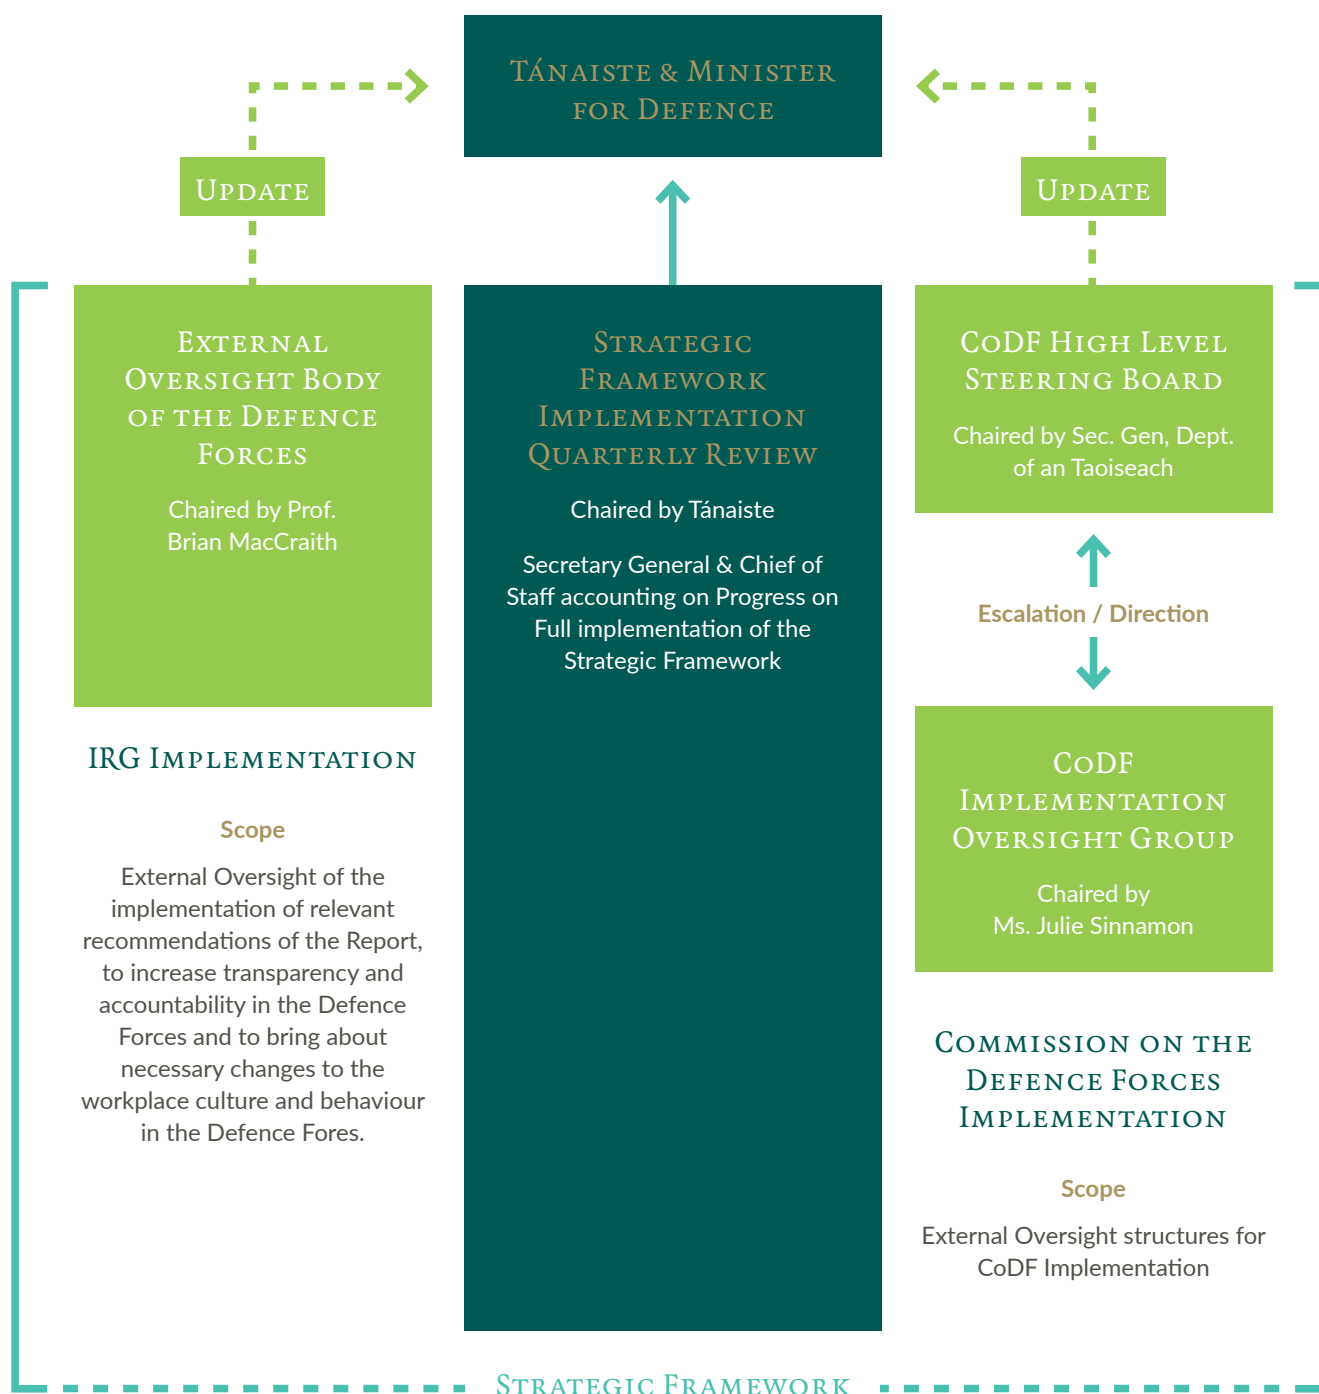 Tánaiste & Minister
for Defence
Update
Update
External
Oversight Body
of the Defence
Forces
Chaired by Prof.
Brian MacCraith
IRG Implementation
Scope
External Oversight of the
implementation of relevant
recommendations of the Report,
to increase transparency and
accountability in the Defence
Forces and to bring about
necessary changes to the
workplace culture and behaviour
in the Defence Fores.
Strategic
Framework
Implementation
Quarterly Review
Chaired by Tánaiste
Secretary General & Chief of
Staff accounting on Progress on
Full implementation of the
Strategic Framework
CoDF High Level
Steering Board
Chaired by Sec. Gen, Dept.
of an Taoiseach
Escalation / Direction
CoDF
Implementation
Oversight Group
Chaired by
Ms. Julie Sinnamon
Commission on the
Defence Forces
Implementation
Scope
External Oversight structures for
CoDF Implementation
Strategic Framework